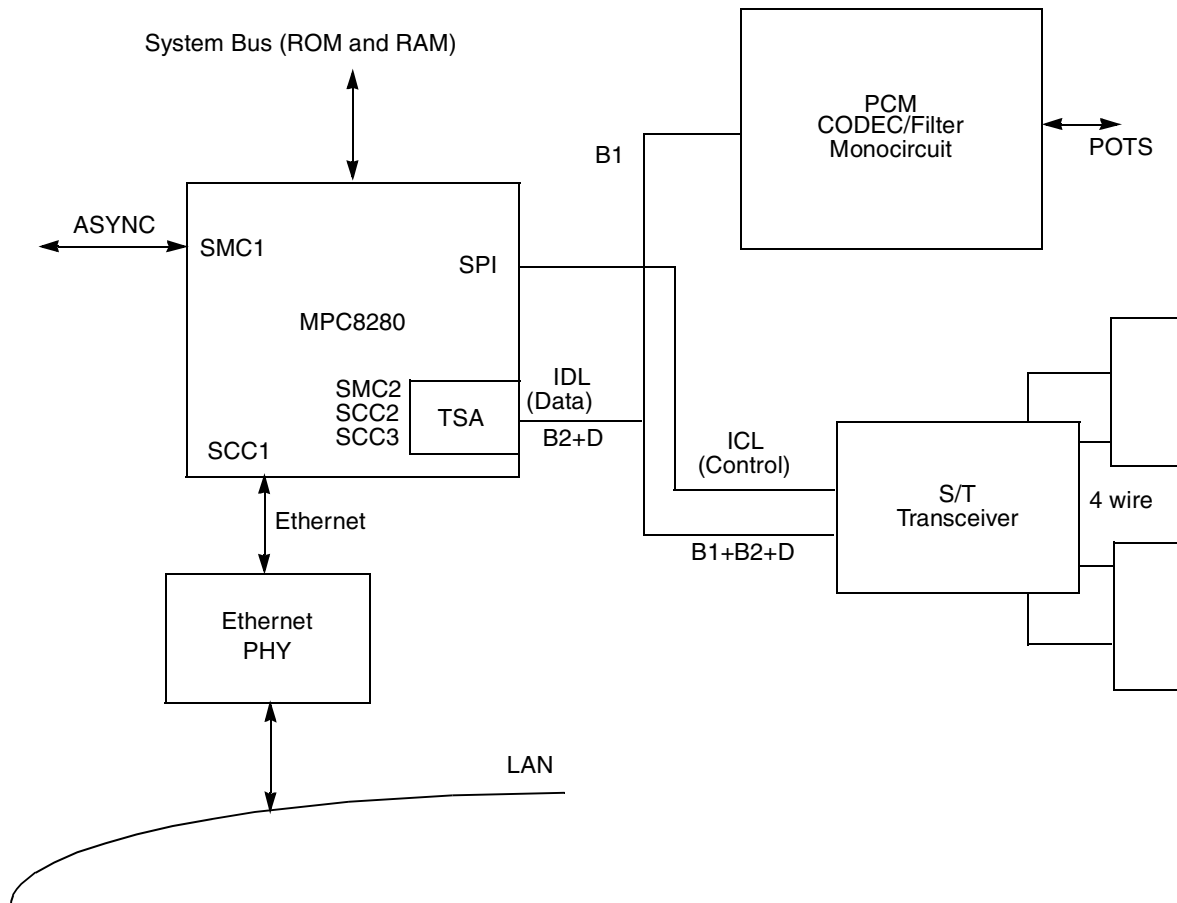 System Bus (ROM and RAM)
PCM
CODEC/Filter
Monocircuit
POTS
B1
ASYNC
SMC1
SPI
MPC8280
IDL
(Data)
SMC2
SCC2
SCC3
TSA
B2+D
SCC1
ICL
(Control)
S/T
Transceiver
4 wire
Ethernet
B1+B2+D
Ethernet
PHY
LAN